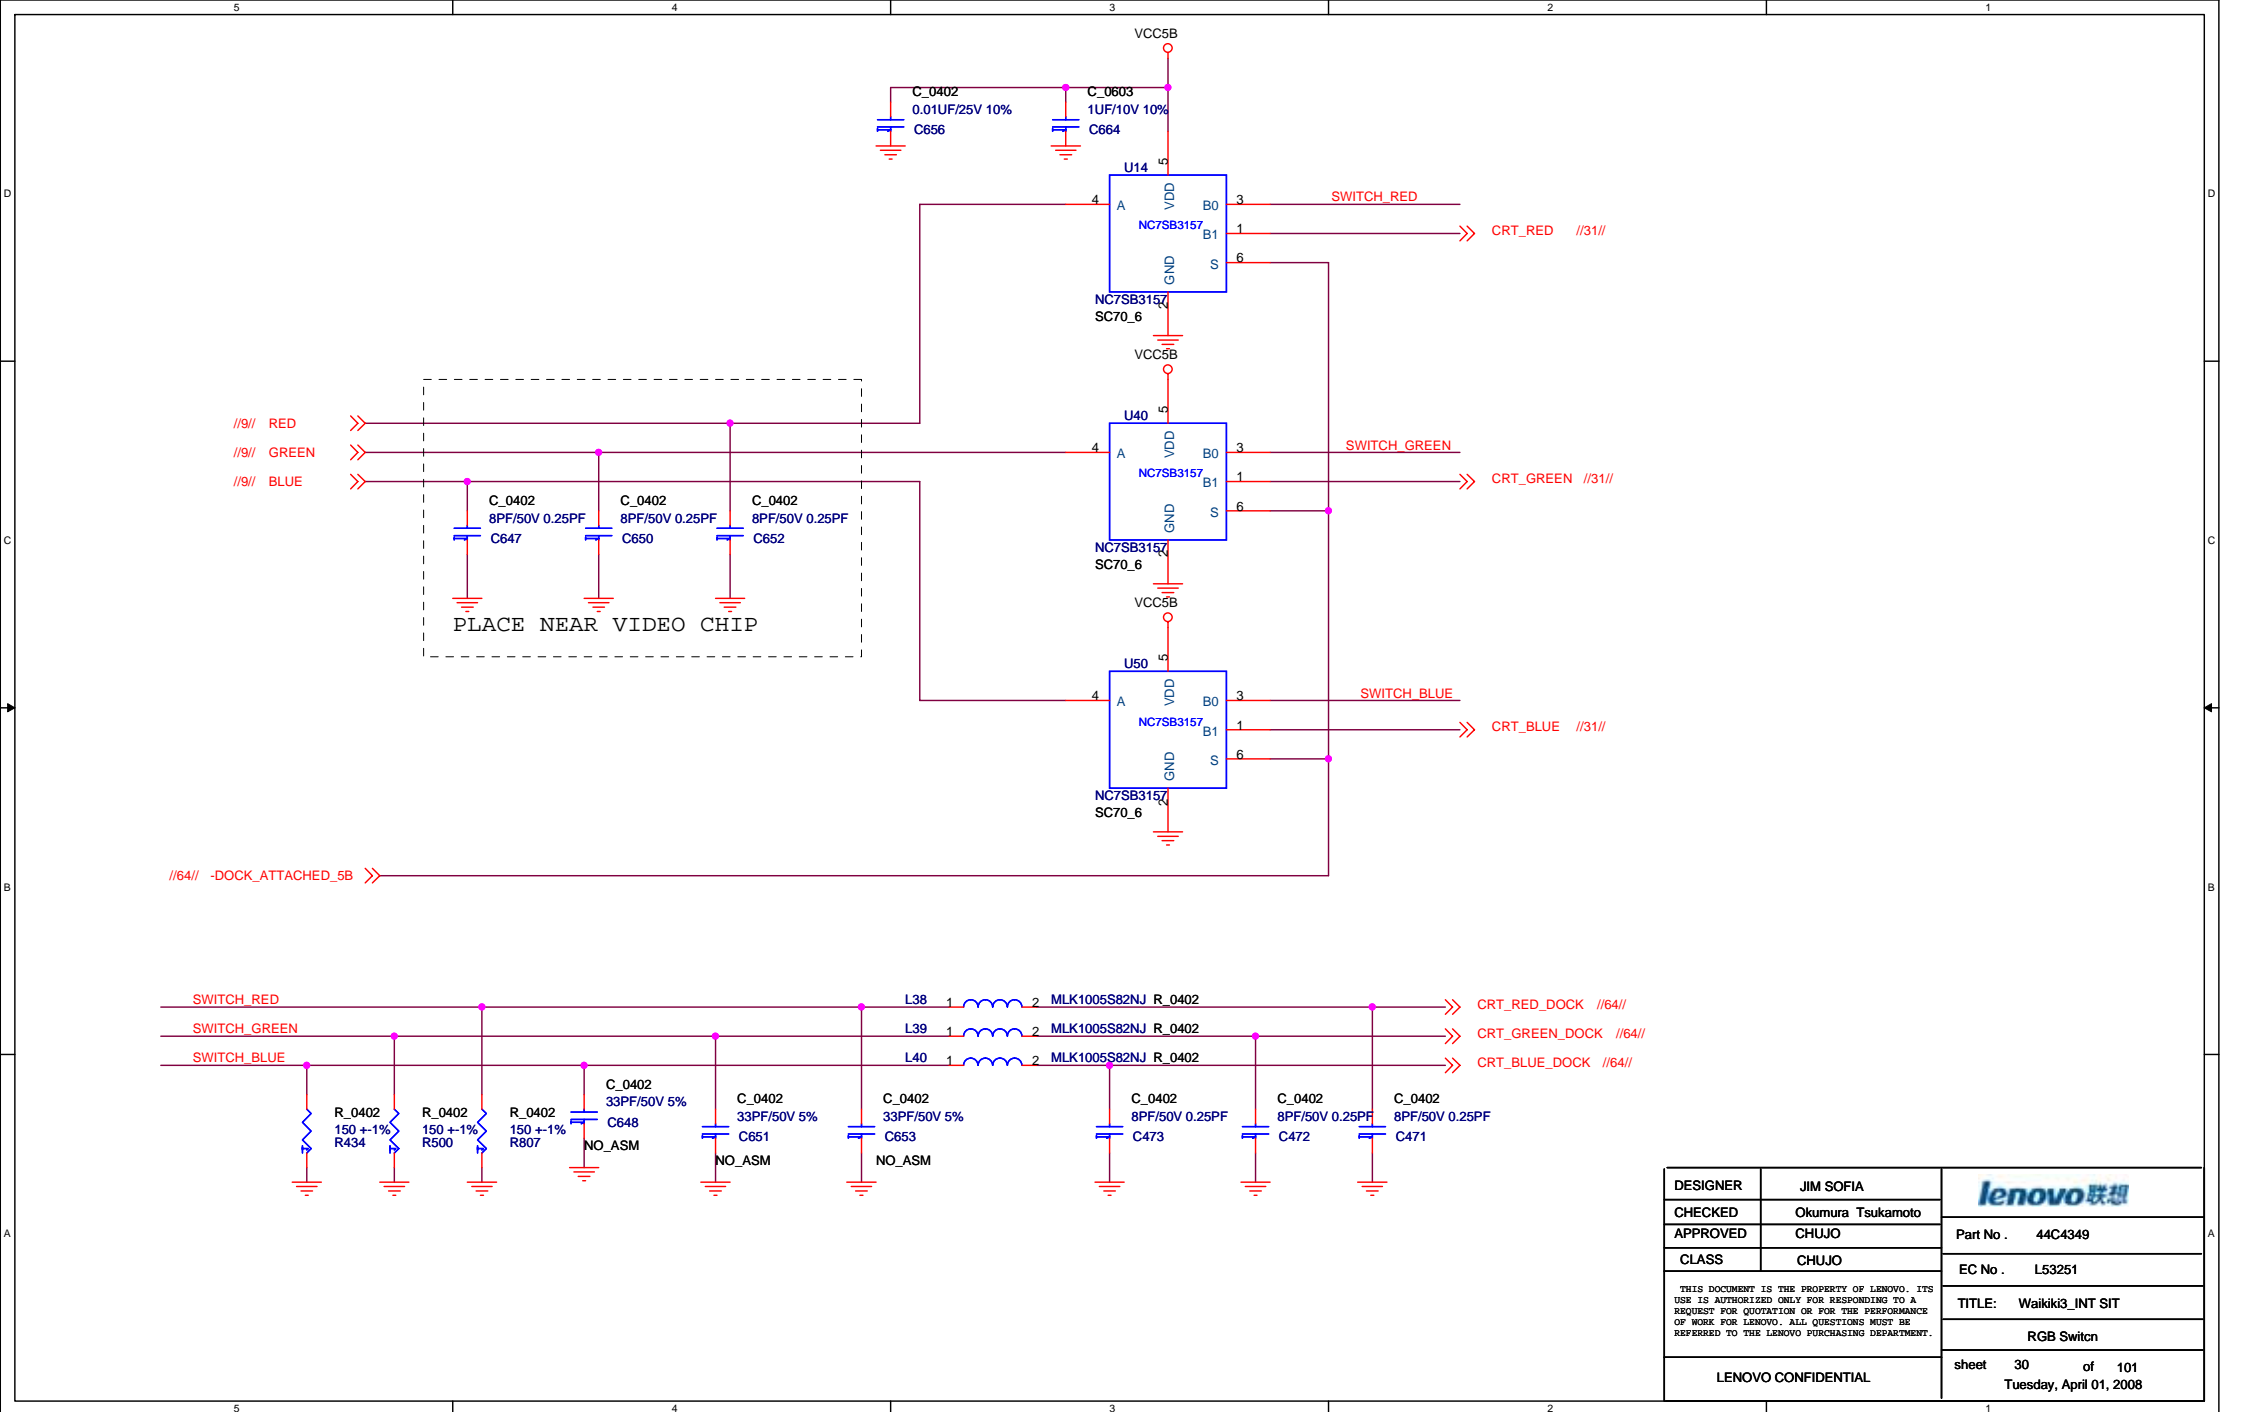 5 4 3 2 1
VCC5B
C_0402
0.01UF/25V 10%
C656
C_0603
1UF/10V 10%
C664
U14
5
D
D
4 A VDD B0 3
SWITCH_RED
NC7SB3157
B1 1
CRT_RED //31//
GND
S 6
NC7SB3157
2
SC70_6
VCC5B
//9// RED
U40
5
//9// GREEN
4 A VDD B0 3
SWITCH_GREEN
NC7SB3157
//9// BLUE
B1 1
CRT_GREEN //31//
C_0402
8PF/50V 0.25PF
C647
C_0402
8PF/50V 0.25PF
C650
C_0402
8PF/50V 0.25PF
C652
GND
S 6
C
C
NC7SB3157
2
SC70_6
VCC5B
PLACE NEAR VIDEO CHIP
U50
5
4 A VDD B0 3
SWITCH_BLUE
NC7SB3157
B1 1
CRT_BLUE //31//
GND
S 6
NC7SB3157
2
SC70_6
//64// -DOCK_ATTACHED_5B
B
B
SWITCH_RED
L38 1 2 MLK1005S82NJ R_0402
CRT_RED_DOCK //64//
SWITCH_GREEN
L39 1 2 MLK1005S82NJ R_0402
CRT_GREEN_DOCK //64//
SWITCH_BLUE
L40 1 2 MLK1005S82NJ R_0402
CRT_BLUE_DOCK //64//
R_0402
150 +-1%
R434
R_0402
150 +-1%
R500
R_0402
150 +-1%
R807
C_0402
33PF/50V 5%
C648
NO_ASM
C_0402
33PF/50V 5%
C651
NO_ASM
C_0402
33PF/50V 5%
C653
NO_ASM
C_0402
8PF/50V 0.25PF
C473
C_0402
8PF/50V 0.25PF
C472
C_0402
8PF/50V 0.25PF
C471
A
A
DESIGNER JIM SOFIA
CHECKED Okumura Tsukamoto
APPROVED CHUJO
CLASS CHUJO
THIS DOCUMENT IS THE PROPERTY OF LENOVO. ITS
USE IS AUTHORIZED ONLY FOR RESPONDING TO A
REQUEST FOR QUOTATION OR FOR THE PERFORMANCE
OF WORK FOR LENOVO. ALL QUESTIONS MUST BE
REFERRED TO THE LENOVO PURCHASING DEPARTMENT.
LENOVO CONFIDENTIAL
lenovo联想
Part No . 44C4349
EC No . L53251
TITLE: Waikiki3_INT SIT
RGB Switcn
sheet 30 of 101
Tuesday, April 01, 2008
5 4 3 2 1